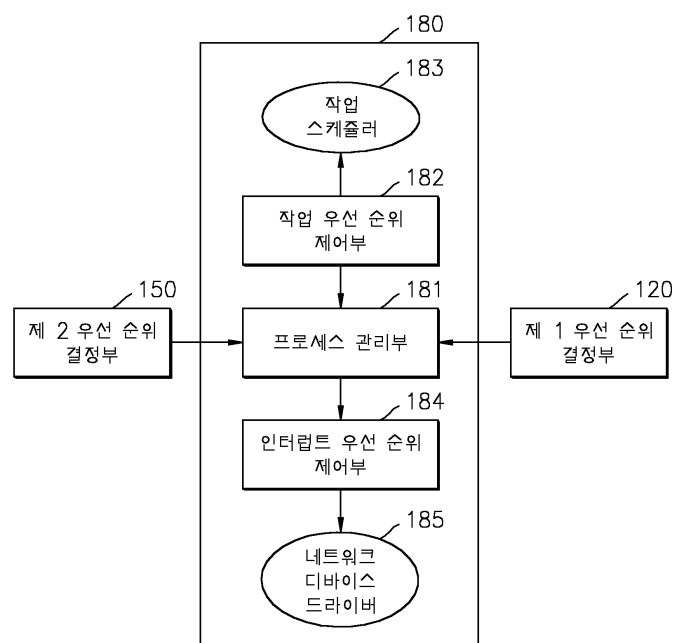 180
183
작업
스케쥴러
182
작업 우선 순위
제어부
150
181
120
제 2 우선 순위
결정부
프로세스 관리부
제 1 우선 순위
결정부
184
인터럽트 우선 순위
제어부
185
네트워크
디바이스
드라이버